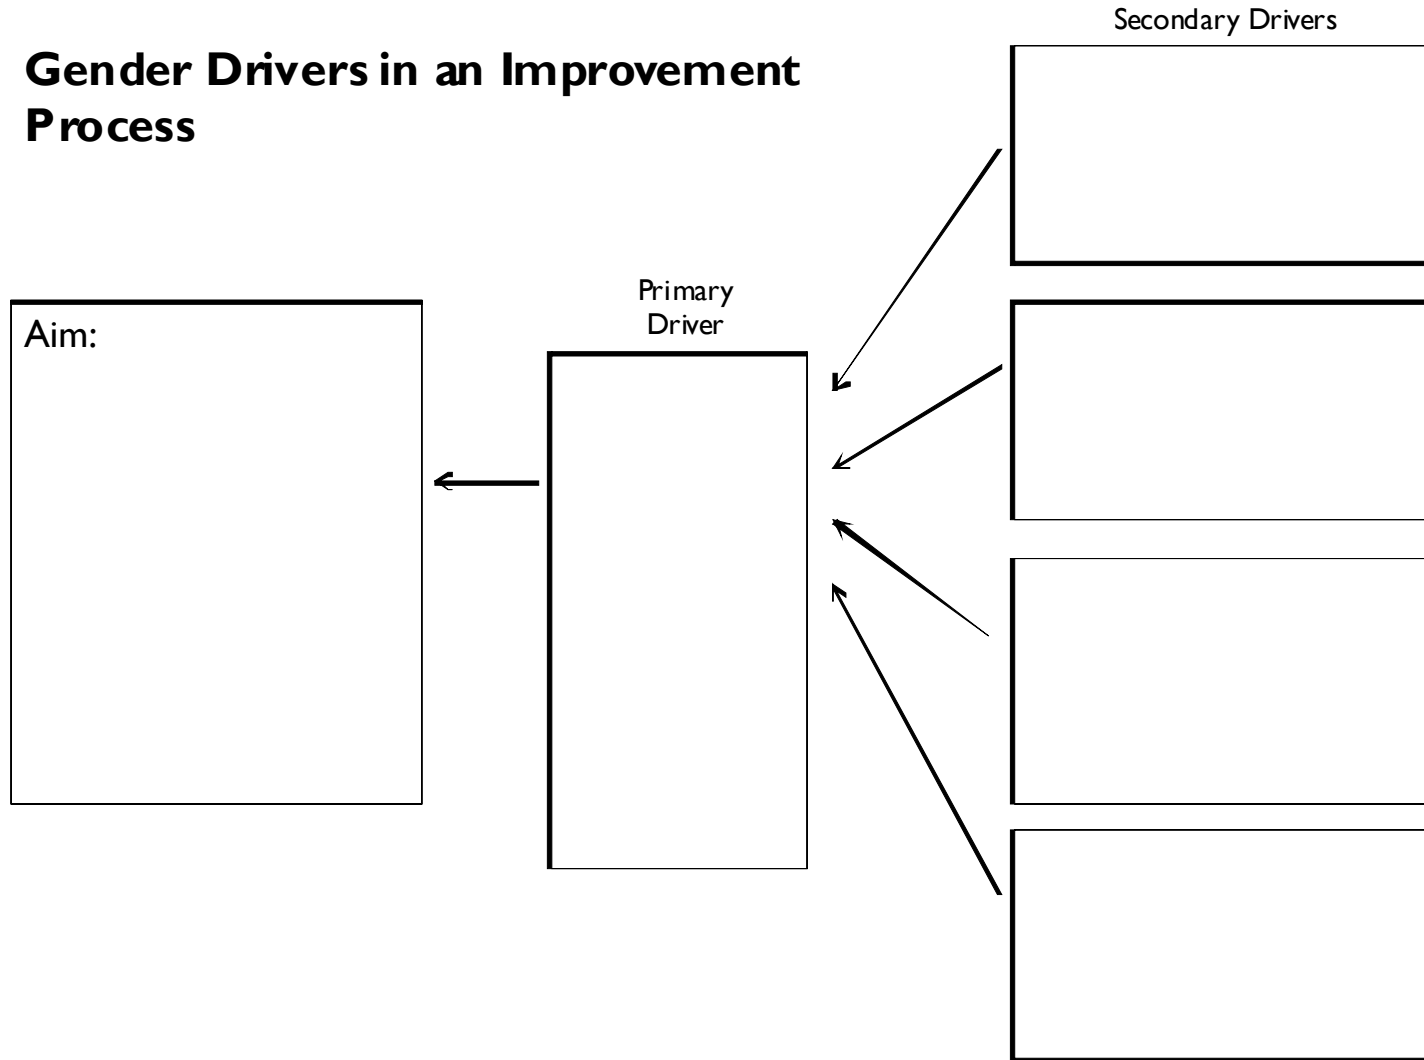 Secondary Drivers
Gender Drivers in an Improvement
Process
Primary
Driver
Aim: